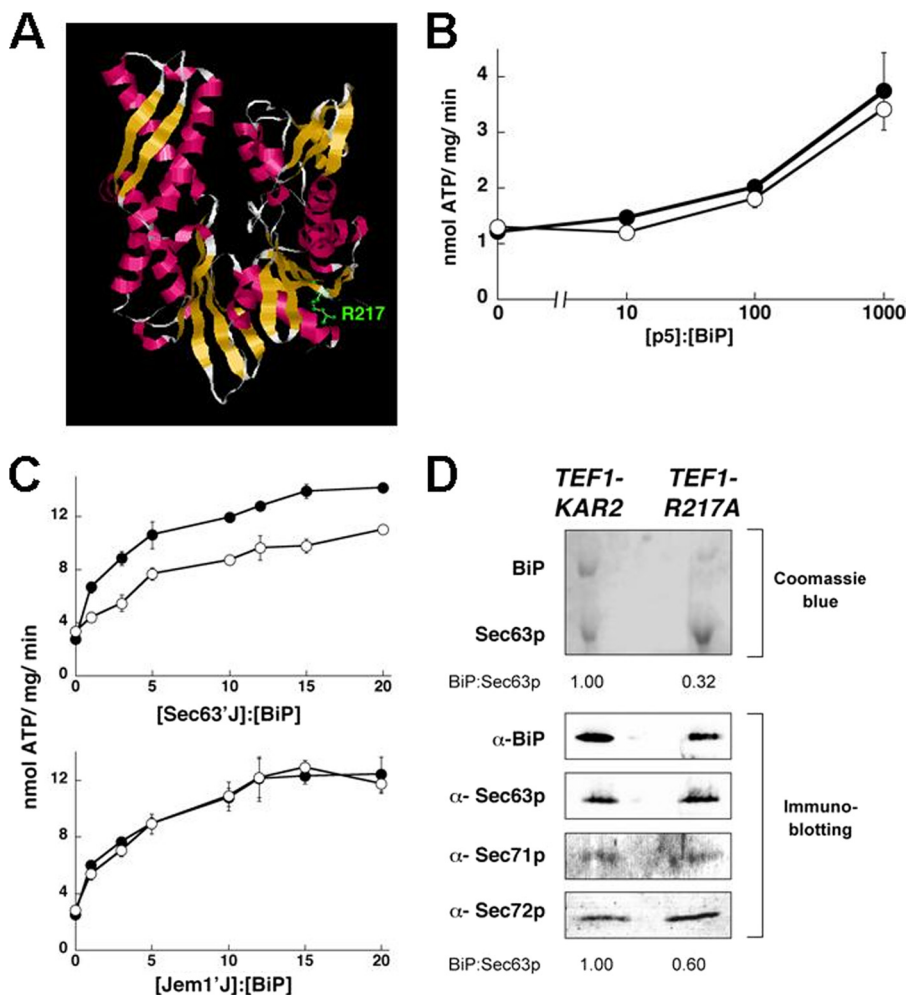 A
R217
B
nmol ATP/ mg/ min
4
3
2
1
0
0
10
100
1000
[p5]:[BiP]
C
nmol ATP/ mg/ min
12
8
4
0
0
5
10
15
20
[Sec63'J]:[BiP]
12
8
4
0
0
5
10
15
20
[Jem1'J]:[BiP]
D
TEF1-
KAR2
TEF1-
R217A
BiP
Sec63p
Coomassie
blue
BiP:Sec63p 1.00 0.32
α-BiP
α- Sec63p
α- Sec71p
α- Sec72p
Immuno-
blotting
BiP:Sec63p 1.00 0.60